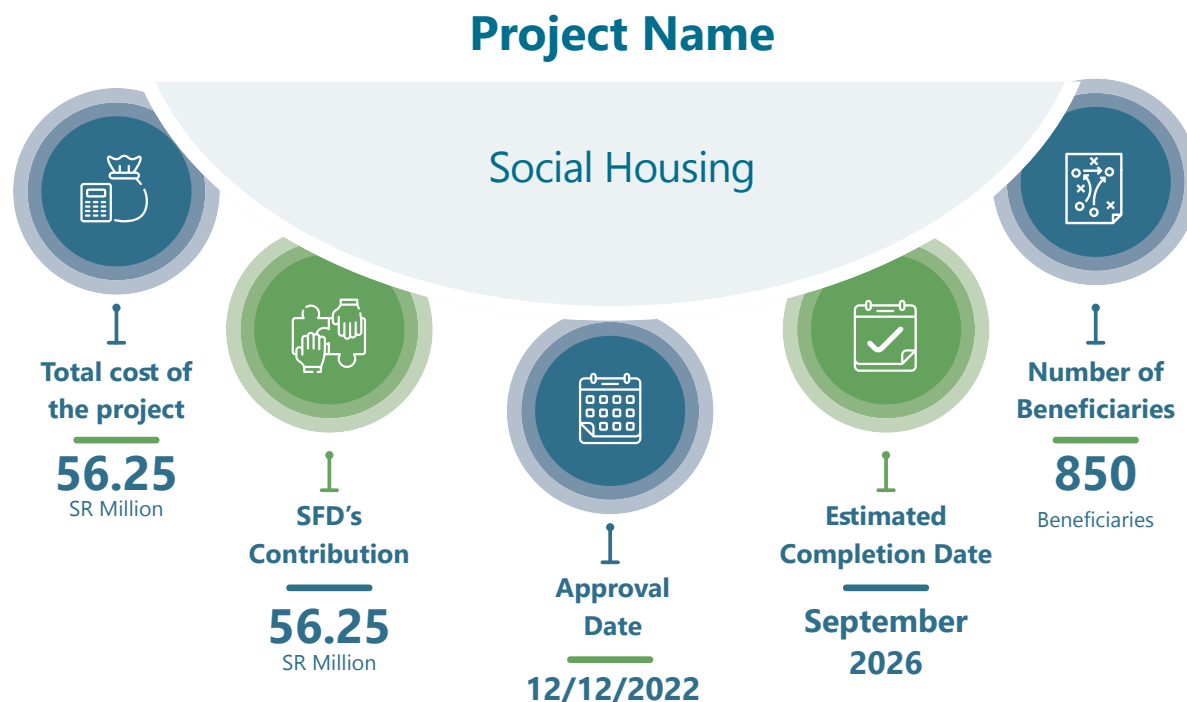 Project Name
Social Housing
Total cost of
the project
56.25
SR Million
SFD’s
Contribution
56.25
SR Million
Approval
Date
12/12/2022
Estimated
Completion Date
September
2026
Number of
Beneficiaries
850
Beneficiaries